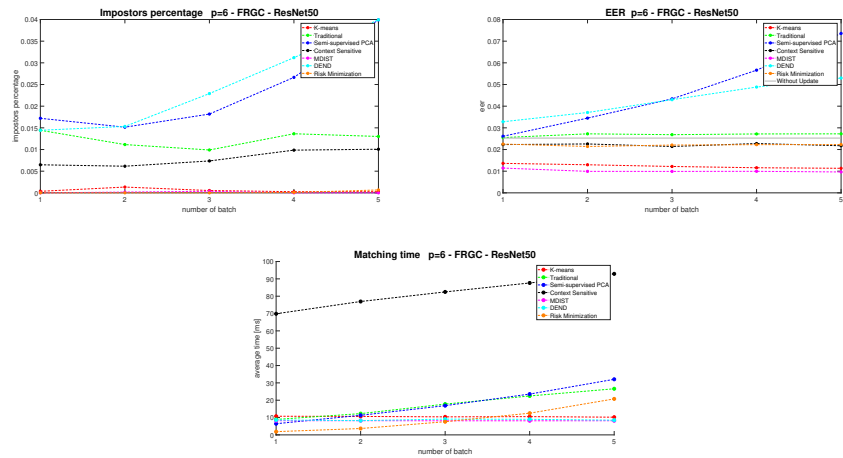 Impostors percentage   p=6 - FRGC - ResNet50
0.04
0.035
0.03
0.025
0.02
0.015
0.01
0.005
0
impostors percentage
1 2 3 4 5
number of batch
K-means
Traditional
Semi-supervised PCA
Context Sensitive
MDIST
DEND
Risk Minimization
EER   p=6 - FRGC - ResNet50
0.08
0.07
0.06
0.05
0.04
0.03
0.02
0.01
0
eer
1 2 3 4 5
number of batch
K-means
Traditional
Semi-supervised PCA
Context Sensitive
MDIST
DEND
Risk Minimization
Without Update
Matching time   p=6 - FRGC - ResNet50
100
90
80
70
60
50
40
30
20
10
0
average time [ms]
1 2 3 4 5
number of batch
K-means
Traditional
Semi-supervised PCA
Context Sensitive
MDIST
DEND
Risk Minimization